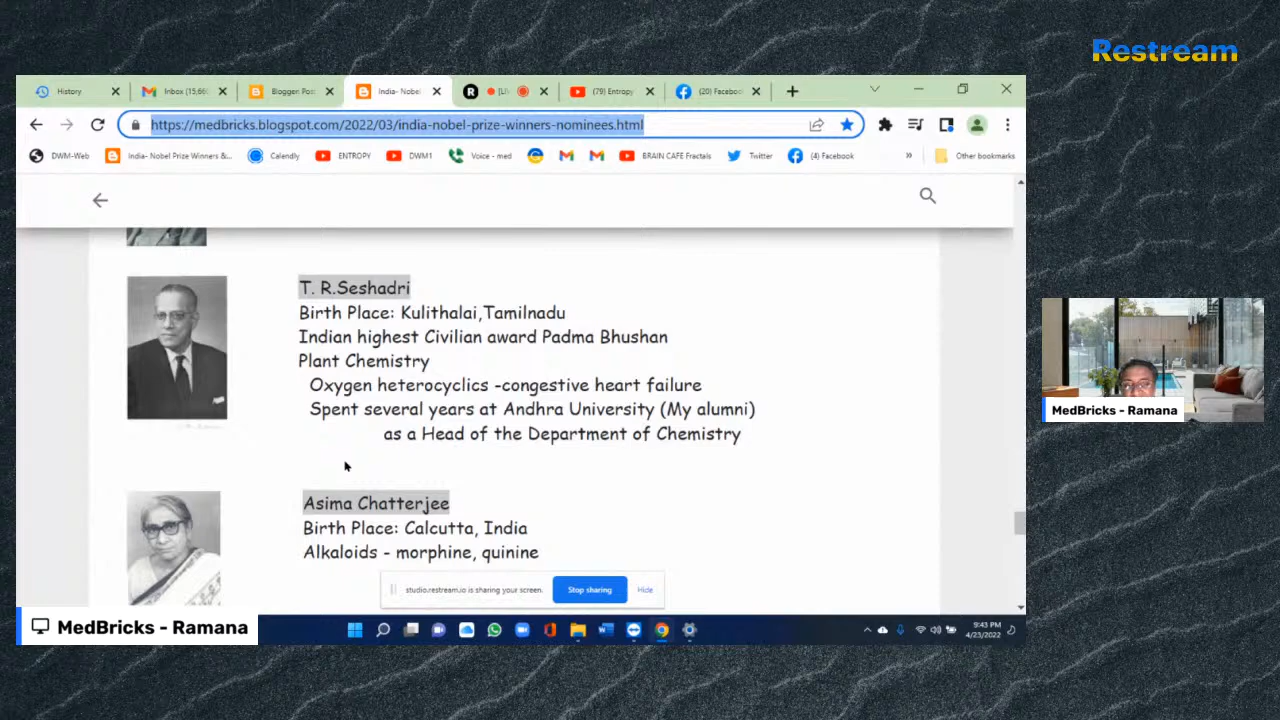 Restream
History
Inbox (15,66
Blogger: Pos
India- Nobel
[LI
(79) Entropy
(20) Facebo
https://medbricks.blogspot.com/2022/03/india-nobel-prize-winners-nominees.html
DWM-Web
India- Nobel Prize Winners &...
Calendly
ENTROPY
DWM1
Voice - med
BRAIN CAFE Fractals
Twitter
(4) Facebook
»
Other bookmarks
T. R.Seshadri
Birth Place: Kulithalai,Tamilnadu
Indian highest Civilian award Padma Bhushan
Plant Chemistry
Oxygen heterocyclics -congestive heart failure
Spent several years at Andhra University (My alumni)
as a Head of the Department of Chemistry
Asima Chatterjee
Birth Place: Calcutta, India
Alkaloids - morphine, quinine
studio.restream.io is sharing your screen.
Stop sharing
Hide
MedBricks - Ramana
MedBricks - Ramana
9:43 PM
4/23/2022